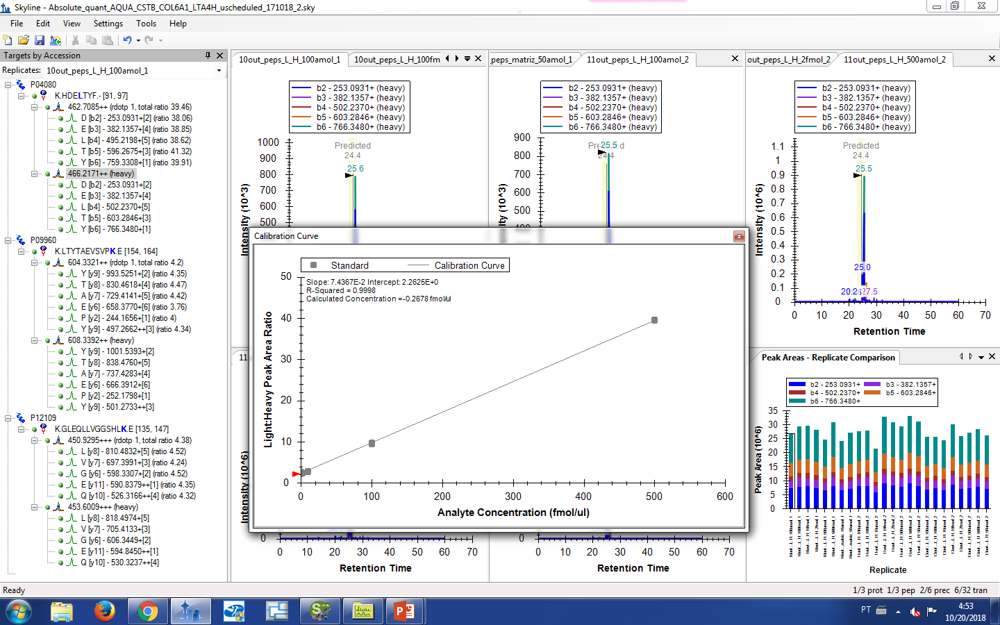 Skyline - Absolute_quant_AQUA_CSTB_COL6A1_LTA4H_uscheduled_171018_2.sky
File Edit View Settings Tools Help
Targets by Accession
Replicates: 10out_peps_L_H_100amol_1
P04080
K.HDELTYF.- [91, 97]
462.7085++ (rdotp 1, total ratio 39.46)
D [b2] - 253.0931+[2] (ratio 38.06)
E [b3] - 382.1357+[4] (ratio 38.85)
L [b4] - 495.2198+[5] (ratio 38.62)
T [b5] - 596.2675+[3] (ratio 41.32)
Y [b6] - 759.3308+[1] (ratio 39.91)
466.2171++ (heavy)
D [b2] - 253.0931+[2]
E [b3] - 382.1357+[4]
L [b4] - 502.2370+[5]
T [b5] - 603.2846+[3]
Y [b6] - 766.3480+[1]
P09960
K.LTYTAEVSVPK.E [154, 164]
604.3321++ (rdotp 1, total ratio 4.2)
Y [y9] - 993.5251+[2] (ratio 4.35)
T [y8] - 830.4618+[4] (ratio 4.47)
A [y7] - 729.4141+[5] (ratio 4.42)
E [y6] - 658.3770+[6] (ratio 3.76)
P [y2] - 244.1656+[1] (ratio 4)
Y [y9] - 497.2662++[3] (ratio 4.34)
608.3392++ (heavy)
Y [y9] - 1001.5393+[2]
T [y8] - 838.4760+[5]
A [y7] - 737.4283+[4]
E [y6] - 666.3912+[6]
P [y2] - 252.1798+[1]
Y [y9] - 501.2733++[3]
P12109
K.GLEQLLVGGSHLK.E [135, 147]
450.9295+++ (rdotp 1, total ratio 4.38)
L [y8] - 810.4832+[5] (ratio 4.52)
V [y7] - 697.3991+[3] (ratio 4.24)
G [y6] - 598.3307+[2] (ratio 4.52)
E [y11] - 590.8379++[1] (ratio 4.35)
Q [y10] - 526.3166++[4] (ratio 4.32)
453.6009+++ (heavy)
L [y8] - 818.4974+[5]
V [y7] - 705.4133+[3]
G [y6] - 606.3449+[2]
E [y11] - 594.8450++[1]
Q [y10] - 530.3237++[4]
10out_peps_L_H_100amol_1 10out_peps_L_H_100fm
b2 - 253.0931+ (heavy)
b3 - 382.1357+ (heavy)
b4 - 502.2370+ (heavy)
b5 - 603.2846+ (heavy)
b6 - 766.3480+ (heavy)
Predicted
24.4
25.6
1000
900
800
700
600
500
Intensity (10^3)
_peps_matriz_50amol_1 11out_peps_L_H_100amol_2
b2 - 253.0931+ (heavy)
b3 - 382.1357+ (heavy)
b4 - 502.2370+ (heavy)
b5 - 603.2846+ (heavy)
b6 - 766.3480+ (heavy)
25.5
24.4
900
800
700
600
500
out_peps_L_H_2fmol_2 11out_peps_L_H_500amol_2
b2 - 253.0931+ (heavy)
b3 - 382.1357+ (heavy)
b4 - 502.2370+ (heavy)
b5 - 603.2846+ (heavy)
b6 - 766.3480+ (heavy)
Predicted
24.4
25.5
1.1
1
0.9
0.8
0.7
0.6
0.5
0.4
0.3
0.2
0.1
0
25.0
27.5
Intensity (10^6)
0 10 20 30 40 50 60 70
Retention Time
Calibration Curve
Standard Calibration Curve
Slope: 7.4367E-2 Intercept: 2.2625E+0
R-Squared = 0.9998
Calculated Concentration = -0.2678 fmol/ul
50
40
30
20
10
0
Light:Heavy Peak Area Ratio
0 100 200 300 400 500 600
Analyte Concentration (fmol/ul)
11
Intensity (10^6)
0
0 10 20 30 40 50 60 70
Retention Time
0
0 10 20 30 40 50 60 70
Retention Time
Peak Areas - Replicate Comparison
b2 - 253.0931+ b3 - 382.1357+
b4 - 502.2370+ b5 - 603.2846+
b6 - 766.3480+
35
30
25
20
15
10
5
0
Peak Area (10^6)
Replicate
Ready
1/3 prot 1/3 pep 2/6 prec 6/32 tran
PT
4:53
10/20/2018